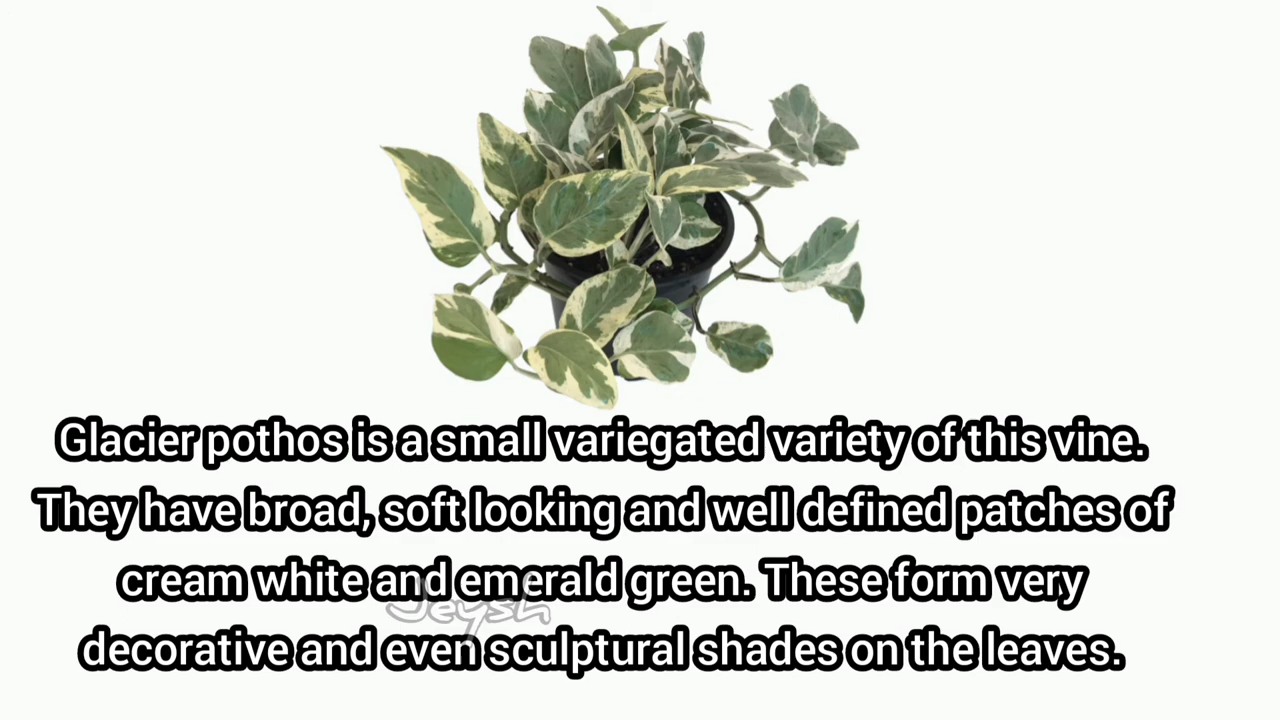 Glacier pothos is a small variegated variety of this vine.
They have broad, soft looking and well defined patches of
cream white and emerald green. These form very
Jeysh
decorative and even sculptural shades on the leaves.